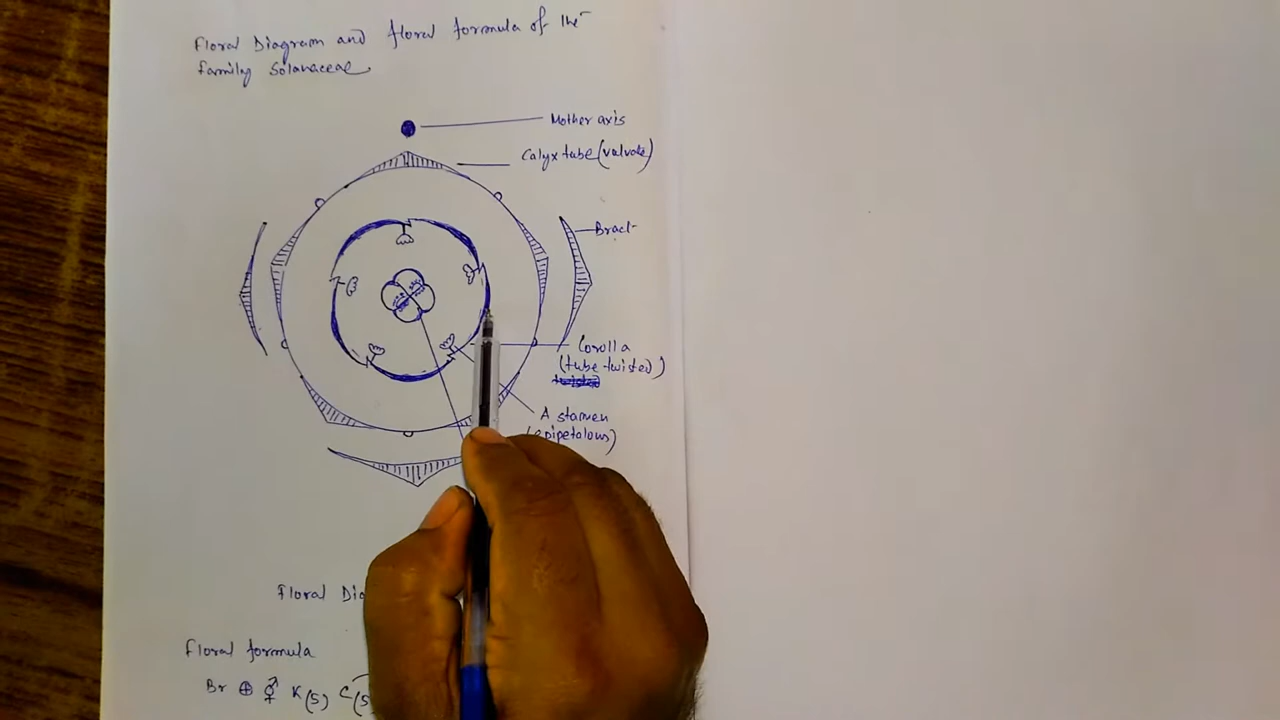 Floral Diagram and floral formula of the
family Solanaceae
Mother axis
Calyx tube (valvate)
Bract
Corolla
(tube twisted)
A stamen
(epipetalous)
Floral Dia
Floral formula
Br ⊕ ⚥ K(5) C(5